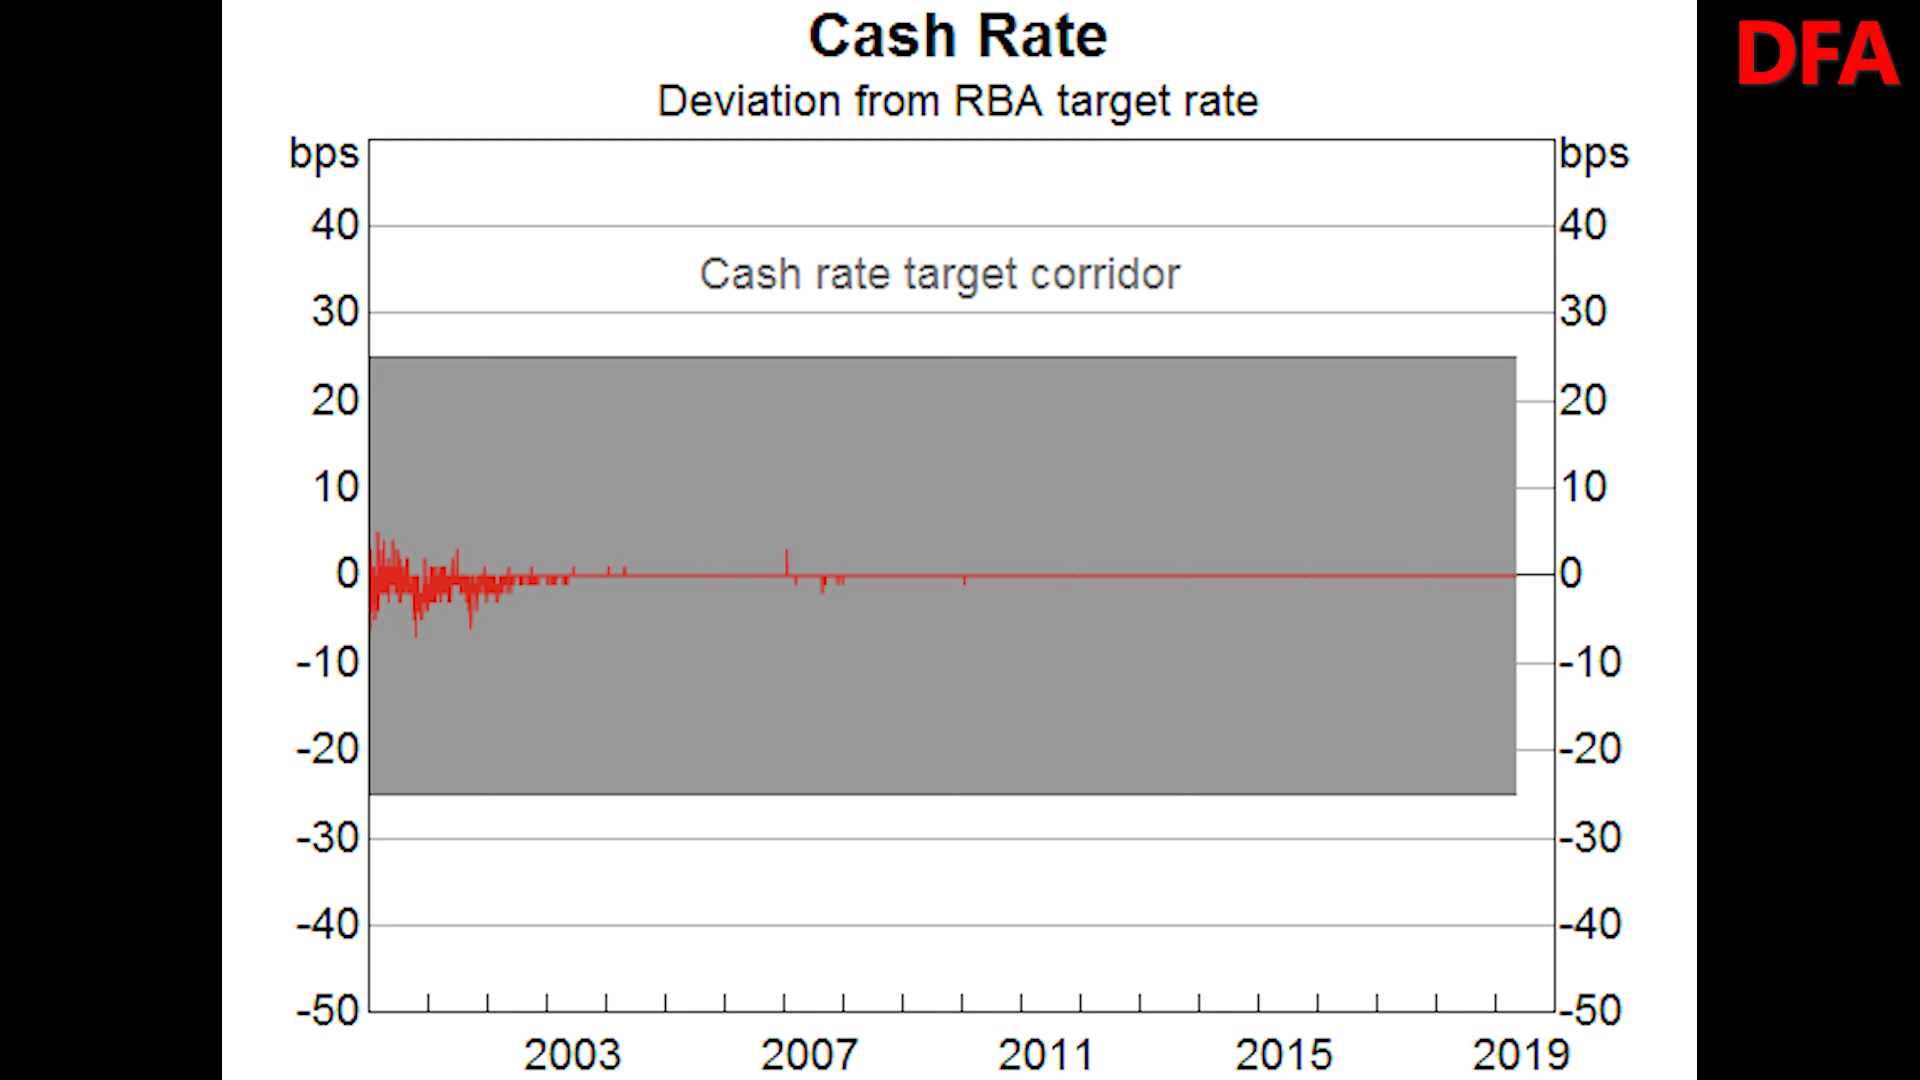 Cash Rate
DFA
Deviation from RBA target rate
bps bps
40 40
Cash rate target corridor
30 30
20 20
10 10
0 0
-10 -10
-20 -20
-30 -30
-40 -40
-50 -50
2003 2007 2011 2015 2019